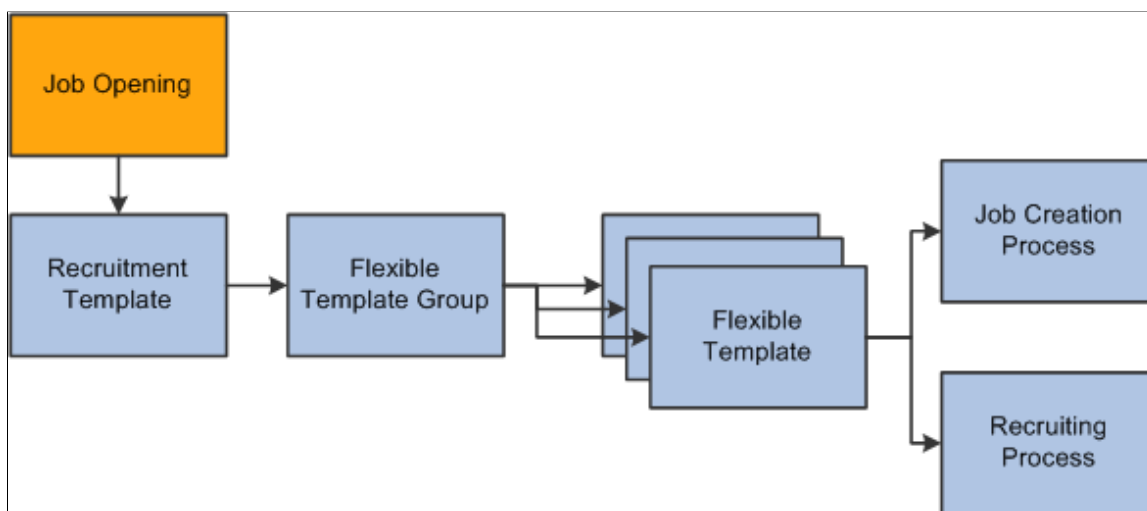 Job Opening
Recruitment
Template
Flexible
Template Group
Flexible
Template
Job Creation
Process
Recruiting
Process